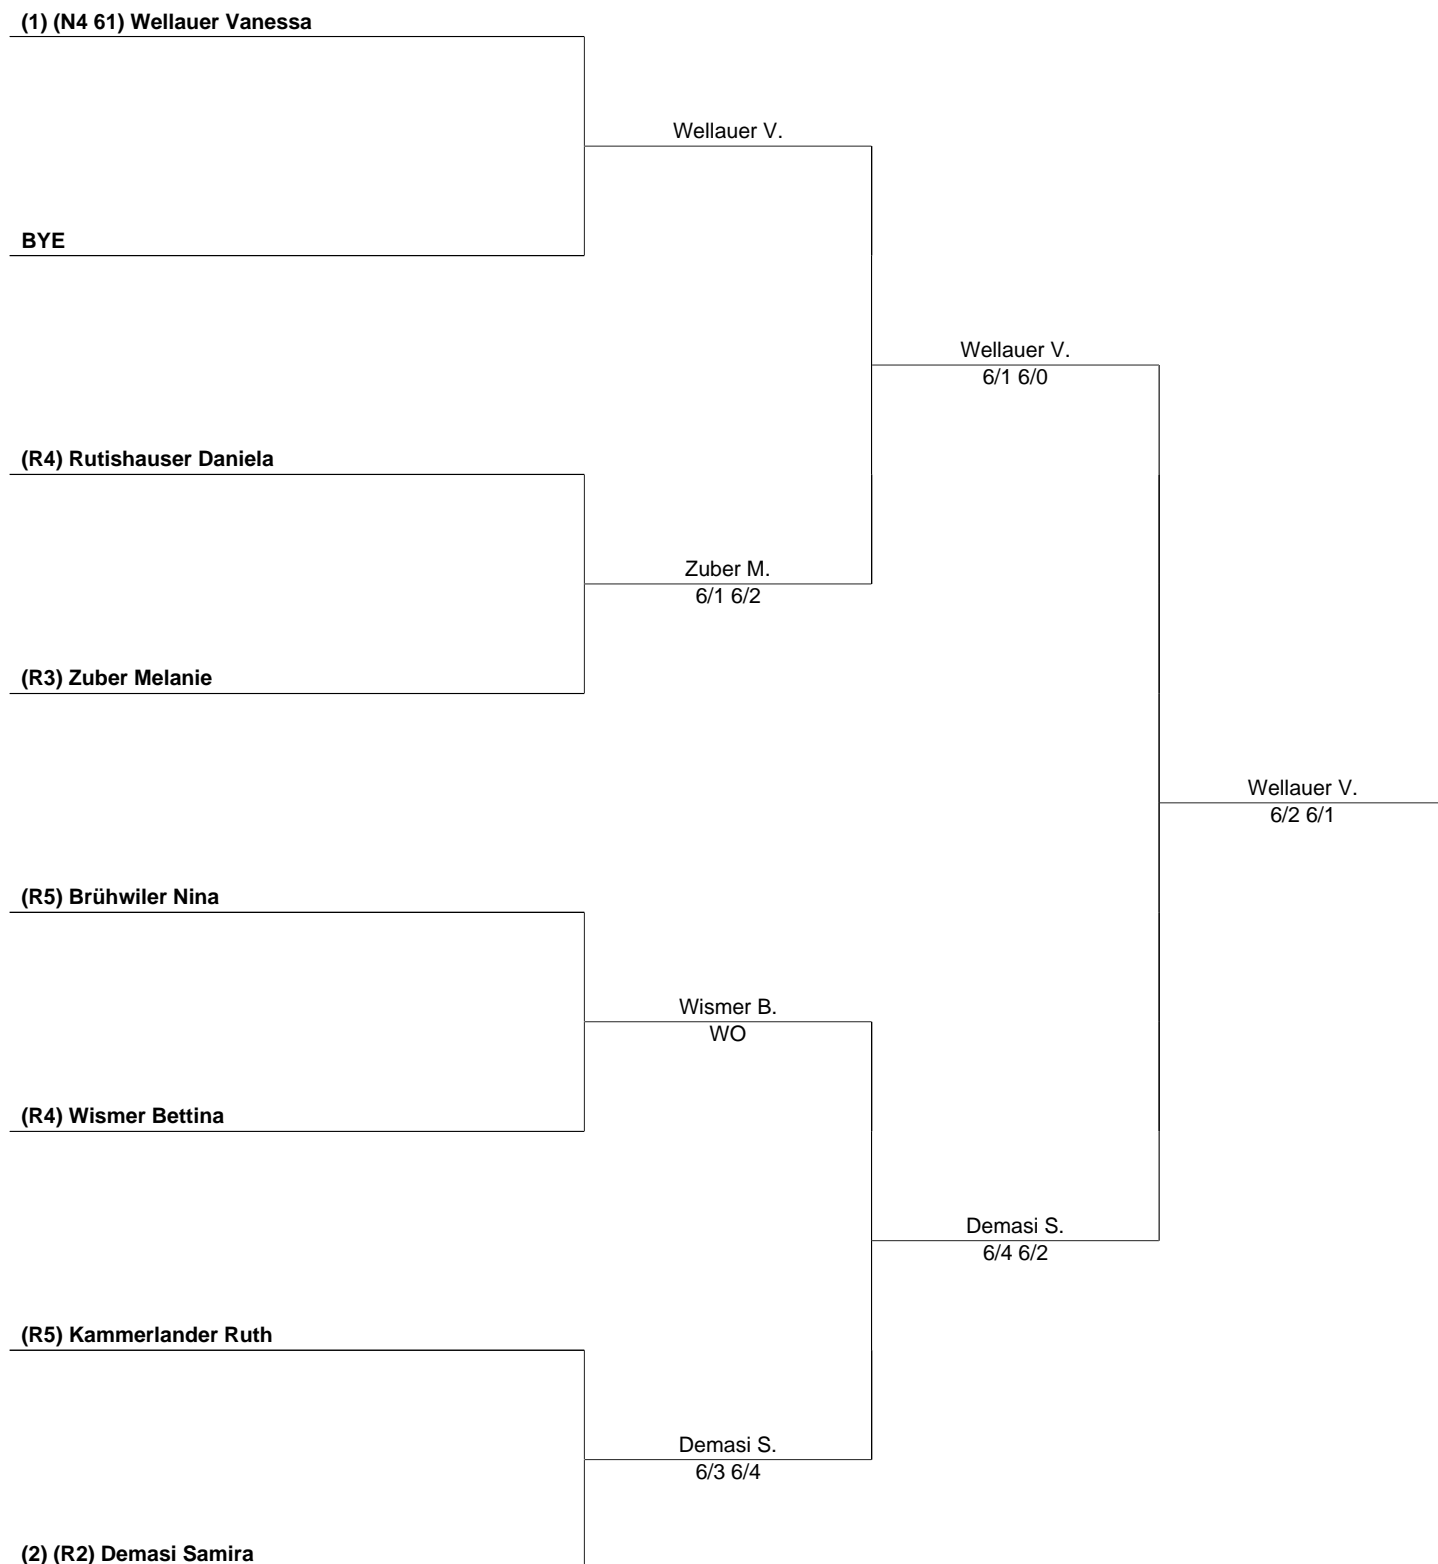 (1) (N4 61) Wellauer Vanessa
Wellauer V.
BYE
Wellauer V.
6/1 6/0
(R4) Rutishauser Daniela
Zuber M.
6/1 6/2
(R3) Zuber Melanie
Wellauer V.
6/2 6/1
(R5) Brühwiler Nina
Wismer B.
WO
(R4) Wismer Bettina
Demasi S.
6/4 6/2
(R5) Kammerlander Ruth
Demasi S.
6/3 6/4
(2) (R2) Demasi Samira